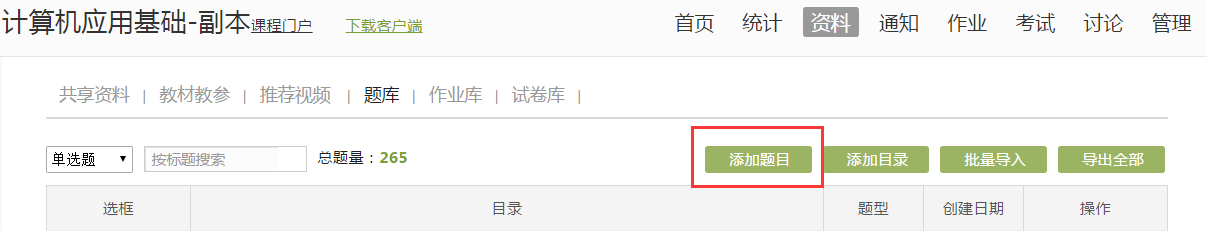 计算机应用基础-副本课程门户 下载客户端 首页 统计 资料 通知 作业 考试 讨论 管理
共享资料 | 教材教参 | 推荐视频 | 题库 | 作业库 | 试卷库 |
单选题 按标题搜索 总题量：265 添加题目 添加目录 批量导入 导出全部
选框 目录 题型 创建日期 操作